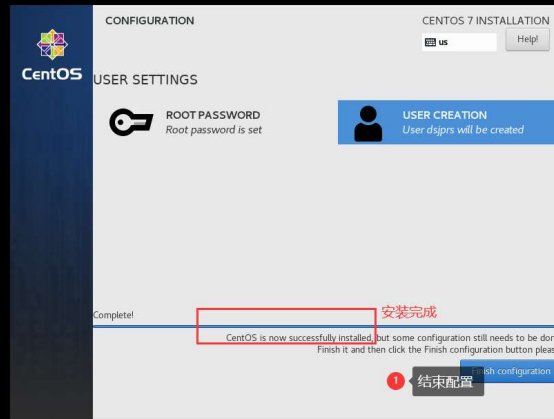 CONFIGURATION
CENTOS 7 INSTALLATION
us
Help!
CentOS
USER SETTINGS
ROOT PASSWORD
Root password is set
USER CREATION
User dsjprs will be created
Complete!
安装完成
CentOS is now successfully installed, but some configuration still needs to be don
Finish it and then click the Finish configuration button pleas
1
结束配置
ish configuration